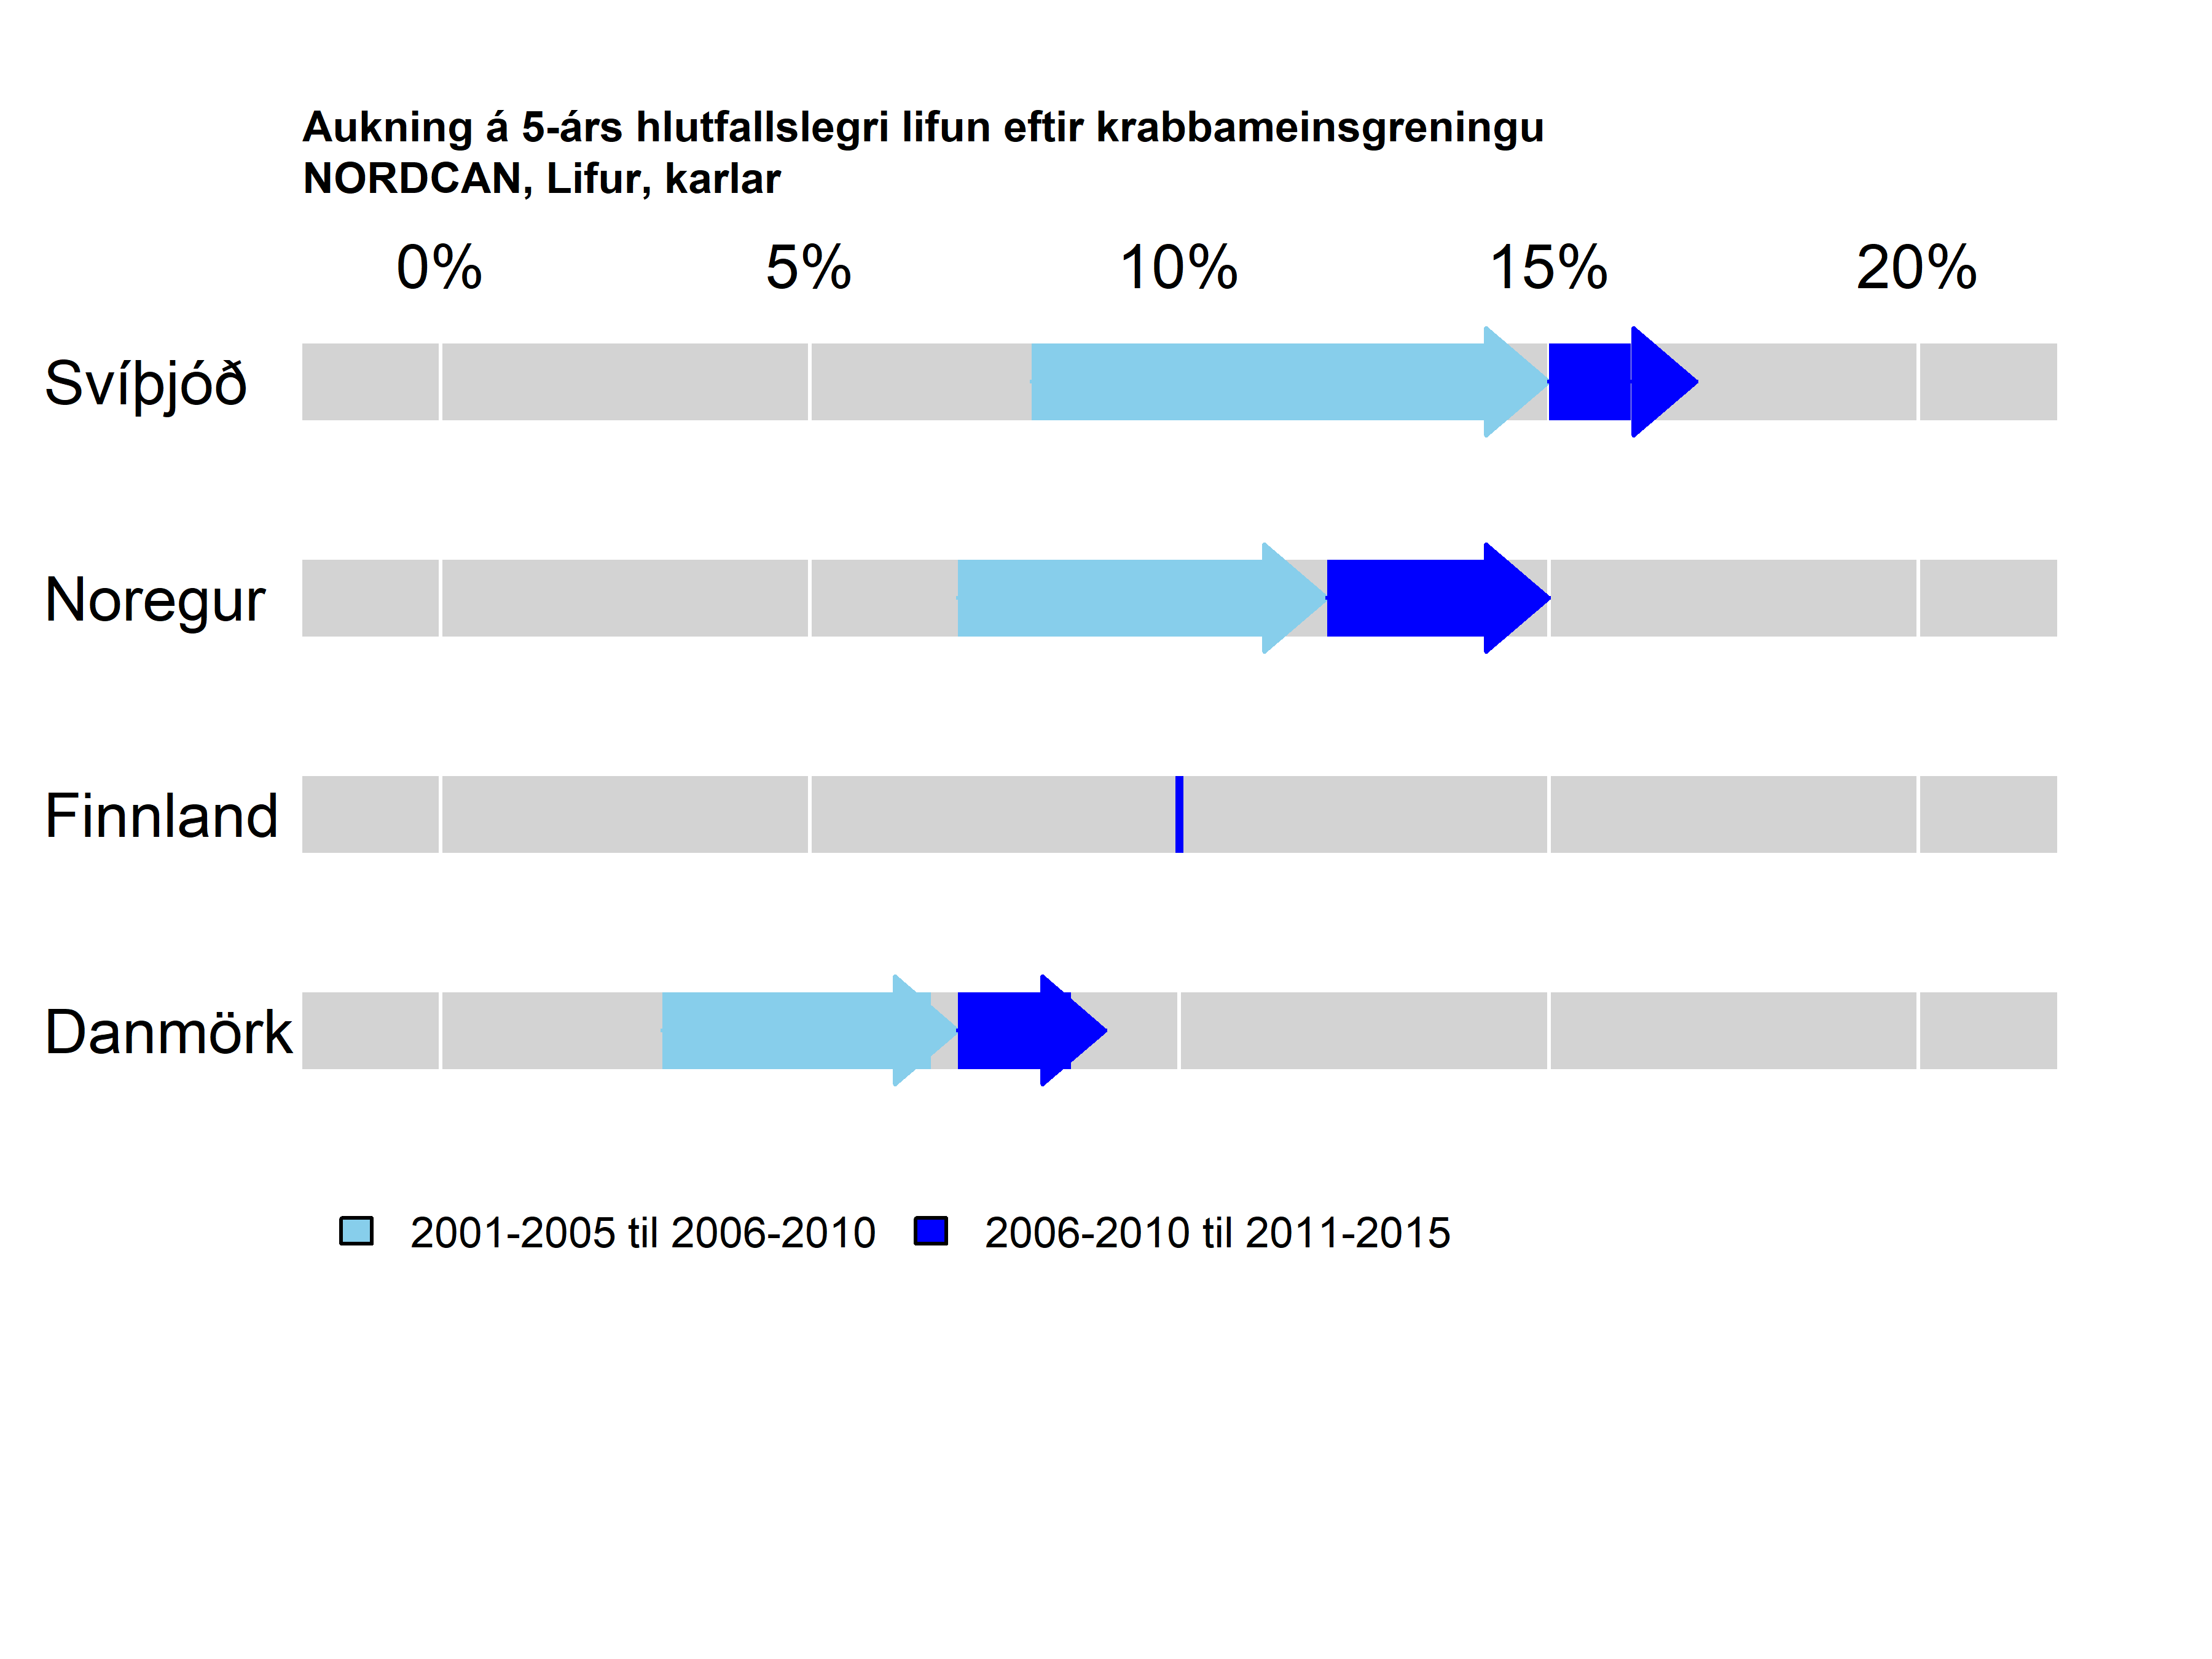 Aukning á 5-árs hlutfallslegri lifun eftir krabbameinsgreningu
NORDCAN, Lifur, karlar
0% 5% 10% 15% 20%
Svíþjóð
Noregur
Finnland
Danmörk
2001-2005 til 2006-2010 2006-2010 til 2011-2015